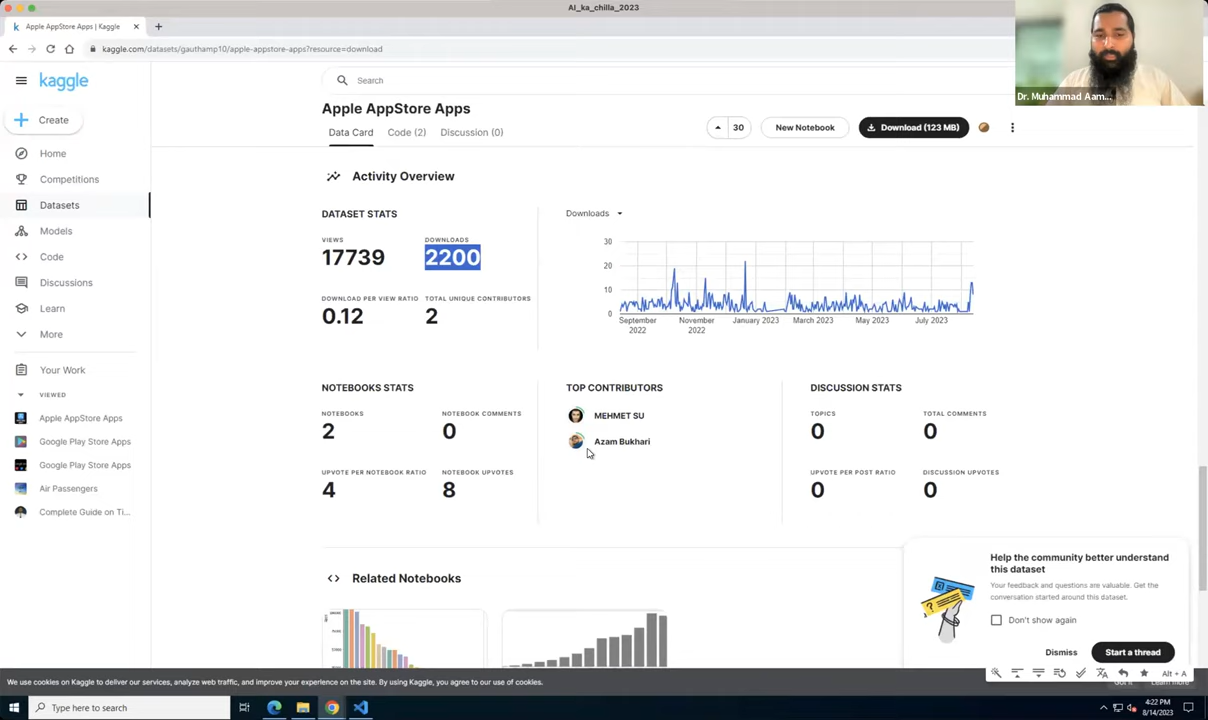 AI_ka_chilla_2023
Apple AppStore Apps | Kaggle
kaggle.com/datasets/gauthamp10/apple-appstore-apps?resource=download
Dr. Muhammad Aam...
kaggle
Search
Create
Home
Competitions
Datasets
Models
Code
Discussions
Learn
More
Your Work
VIEWED
Apple AppStore Apps
Google Play Store Apps
Google Play Store Apps
Air Passengers
Complete Guide on Ti...
Apple AppStore Apps
Data Card Code (2) Discussion (0)
30 New Notebook Download (123 MB)
Activity Overview
DATASET STATS
VIEWS DOWNLOADS
17739 2200
DOWNLOAD PER VIEW RATIO TOTAL UNIQUE CONTRIBUTORS
0.12 2
Downloads
30
20
10
0
September 2022 November 2022 January 2023 March 2023 May 2023 July 2023
NOTEBOOKS STATS
NOTEBOOKS NOTEBOOK COMMENTS
2 0
UPVOTE PER NOTEBOOK RATIO NOTEBOOK UPVOTES
4 8
TOP CONTRIBUTORS
MEHMET SU
Azam Bukhari
DISCUSSION STATS
TOPICS TOTAL COMMENTS
0 0
UPVOTE PER POST RATIO DISCUSSION UPVOTES
0 0
Related Notebooks
Help the community better understand
this dataset
Your feedback and questions are valuable. Get the
conversation started around this dataset.
Don't show again
Dismiss Start a thread
Alt + A
We use cookies on Kaggle to deliver our services, analyze web traffic, and improve your experience on the site. By using Kaggle, you agree to our use of cookies.
Type here to search
4:22 PM
8/14/2023